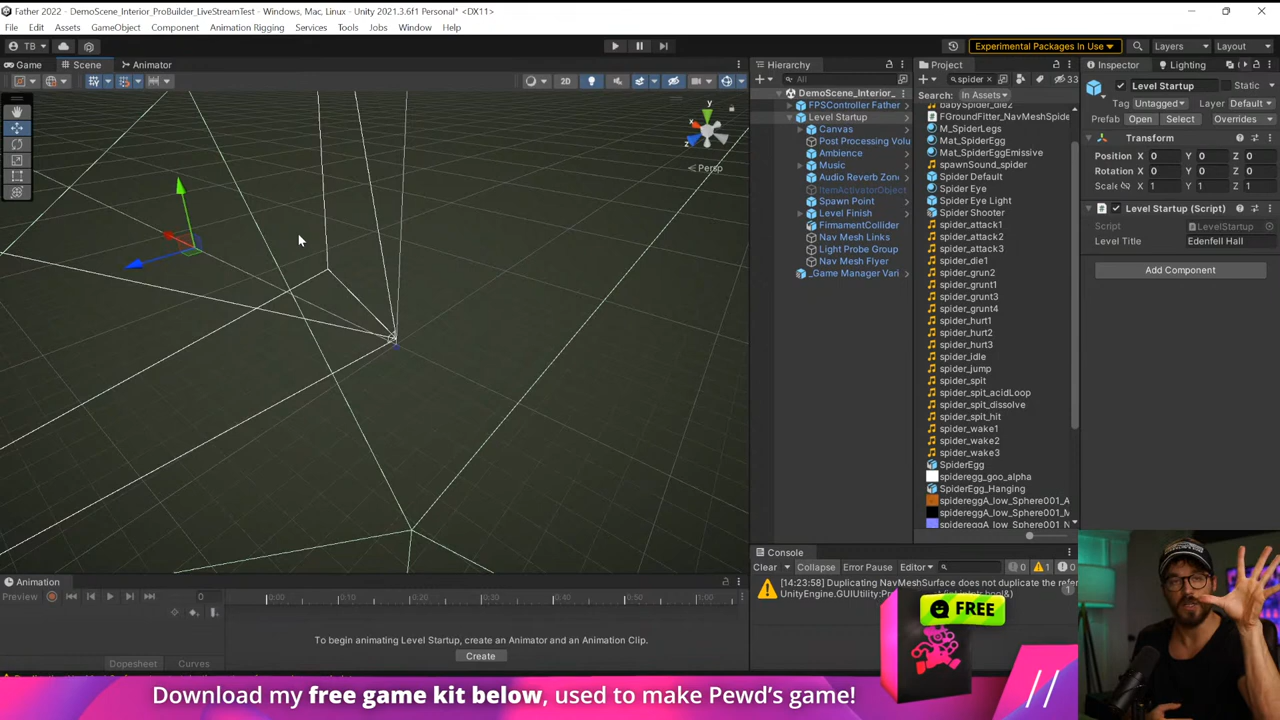 Father 2022 - DemoScene_Interior_ProBuilder_LiveStreamTest - Windows, Mac, Linux - Unity 2021.3.6f1 Personal* <DX11>
File Edit Assets GameObject Component Animation Rigging Services Tools Jobs Window Help
TB Experimental Packages In Use Layers Layout
Game Scene Animator
2D
y
x
z
Persp
Hierarchy
All
DemoScene_Interior_
FPSController Father
Level Startup
Canvas
Post Processing Volu
Ambience
Music
Audio Reverb Zone
ItemActivatorObject
Spawn Point
Level Finish
FirmamentCollider
Nav Mesh Links
Light Probe Group
Nav Mesh Flyer
_Game Manager Vari
Project
spider 33
Search: In Assets
babySpider_die2
FGroundFitter_NavMeshSpide
M_SpiderLegs
Mat_SpiderEgg
Mat_SpiderEggEmissive
spawnSound_spider
Spider Default
Spider Eye
Spider Eye Light
Spider Shooter
spider_attack1
spider_attack2
spider_attack3
spider_die1
spider_grun2
spider_grunt1
spider_grunt3
spider_grunt4
spider_hurt1
spider_hurt2
spider_hurt3
spider_idle
spider_jump
spider_spit
spider_spit_acidLoop
spider_spit_dissolve
spider_spit_hit
spider_wake1
spider_wake2
spider_wake3
SpiderEgg
spideregg_goo_alpha
SpiderEgg_Hanging
spidereggA_low_Sphere001_A
spidereggA_low_Sphere001_M
spidereggA_low_Sphere001_N
Inspector Lighting
Level Startup Static
Tag Untagged Layer Default
Prefab Open Select Overrides
Transform
Position X 0 Y 0 Z 0
Rotation X 0 Y 0 Z 0
Scale X 1 Y 1 Z 1
Level Startup (Script)
Script LevelStartup
Level Title Edenfell Hall
Add Component
Console
Clear Collapse Error Pause Editor 0 1 0
[14:23:58] Duplicating NavMeshSurface does not duplicate the refer
UnityEngine.GUIUtility:Pr
1
Animation
Preview 0 0:00 0:10 0:20 0:30 0:40 0:50
To begin animating Level Startup, create an Animator and an Animation Clip.
Create
Dopesheet Curves
FREE
Download my free game kit below, used to make Pewd's game! //